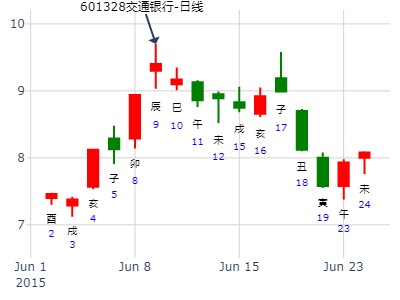 601328交通银行-日线
10
9
8
7
酉
2
戌
3
亥
4
子
5
卯
8
辰
9
巳
10
午
11
未
12
戌
15
亥
16
子
17
丑
18
寅
19
午
23
未
24
Jun 1
2015
Jun 8
Jun 15
Jun 23